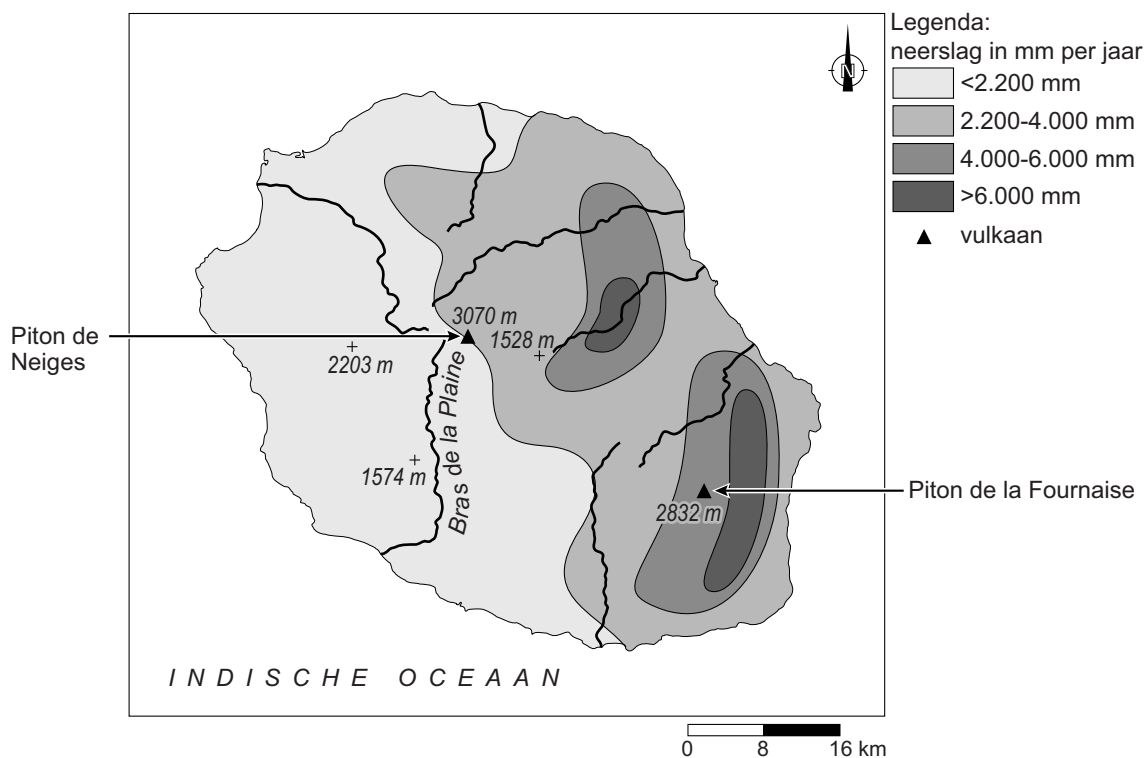 Legenda:
neerslag in mm per jaar
<2.200 mm
2.200-4.000 mm
4.000-6.000 mm
>6.000 mm
vulkaan
N
Piton de
Neiges
3070 m
1528 m
2203 m
Bras de la Plaine
1574 m
2832 m
Piton de la Fournaise
INDISCHE OCEAAN
0 8 16 km